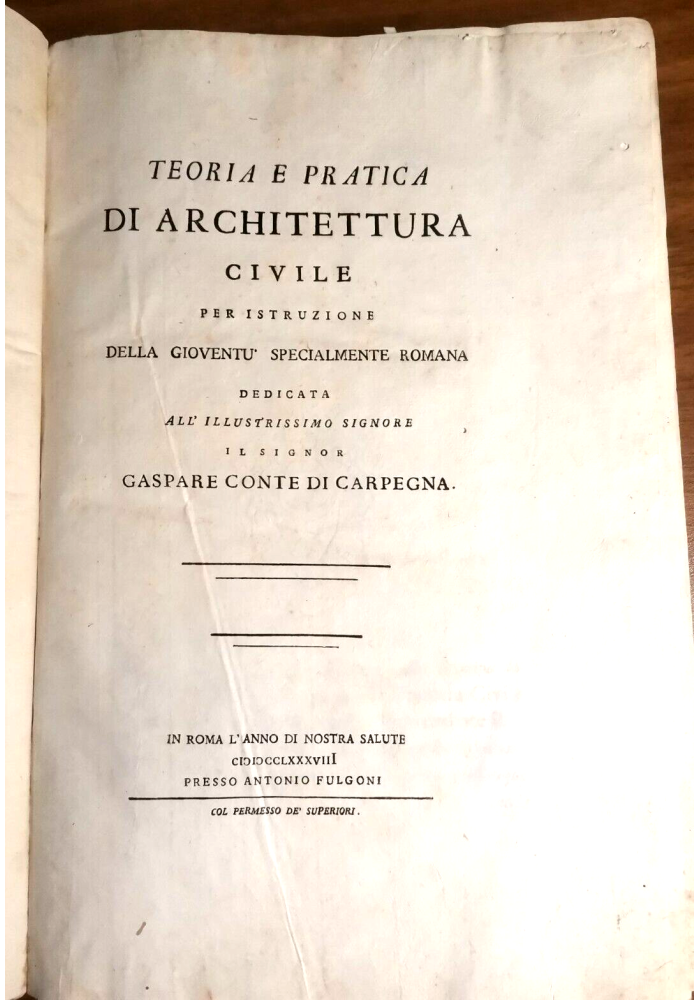 TEORIA E PRATICA
DI ARCHITETTURA
CIVILE
PER ISTRUZIONE
DELLA GIOVENTU' SPECIALMENTE ROMANA
DEDICATA
ALL' ILLUSTRISSIMO SIGNORE
IL SIGNOR
GASPARE CONTE DI CARPEGNA.
IN ROMA L'ANNO DI NOSTRA SALUTE
CIƆIƆCCLXXXVIII
PRESSO ANTONIO FULGONI
COL PERMESSO DE' SUPERIORI.